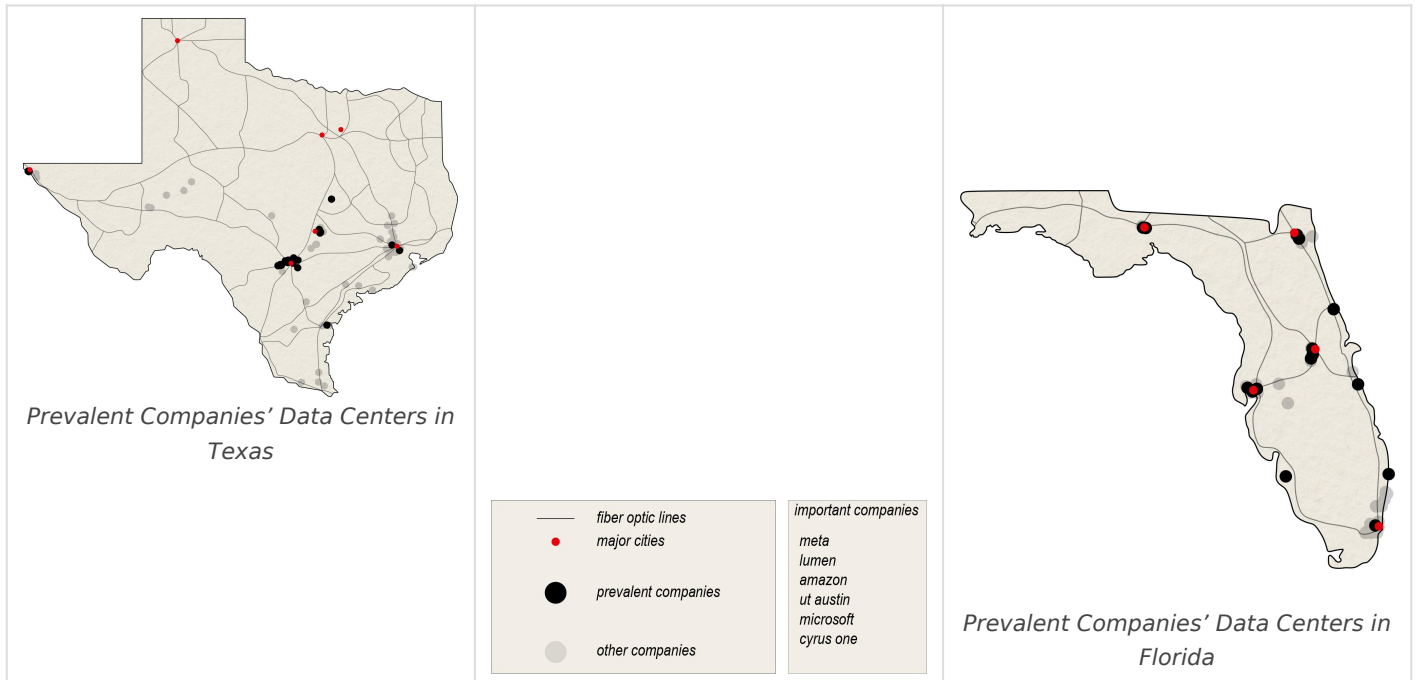 Prevalent Companies’ Data Centers in
Texas
fiber optic lines
major cities
prevalent companies
other companies
important companies
meta
lumen
amazon
ut austin
microsoft
cyrus one
Prevalent Companies’ Data Centers in
Florida